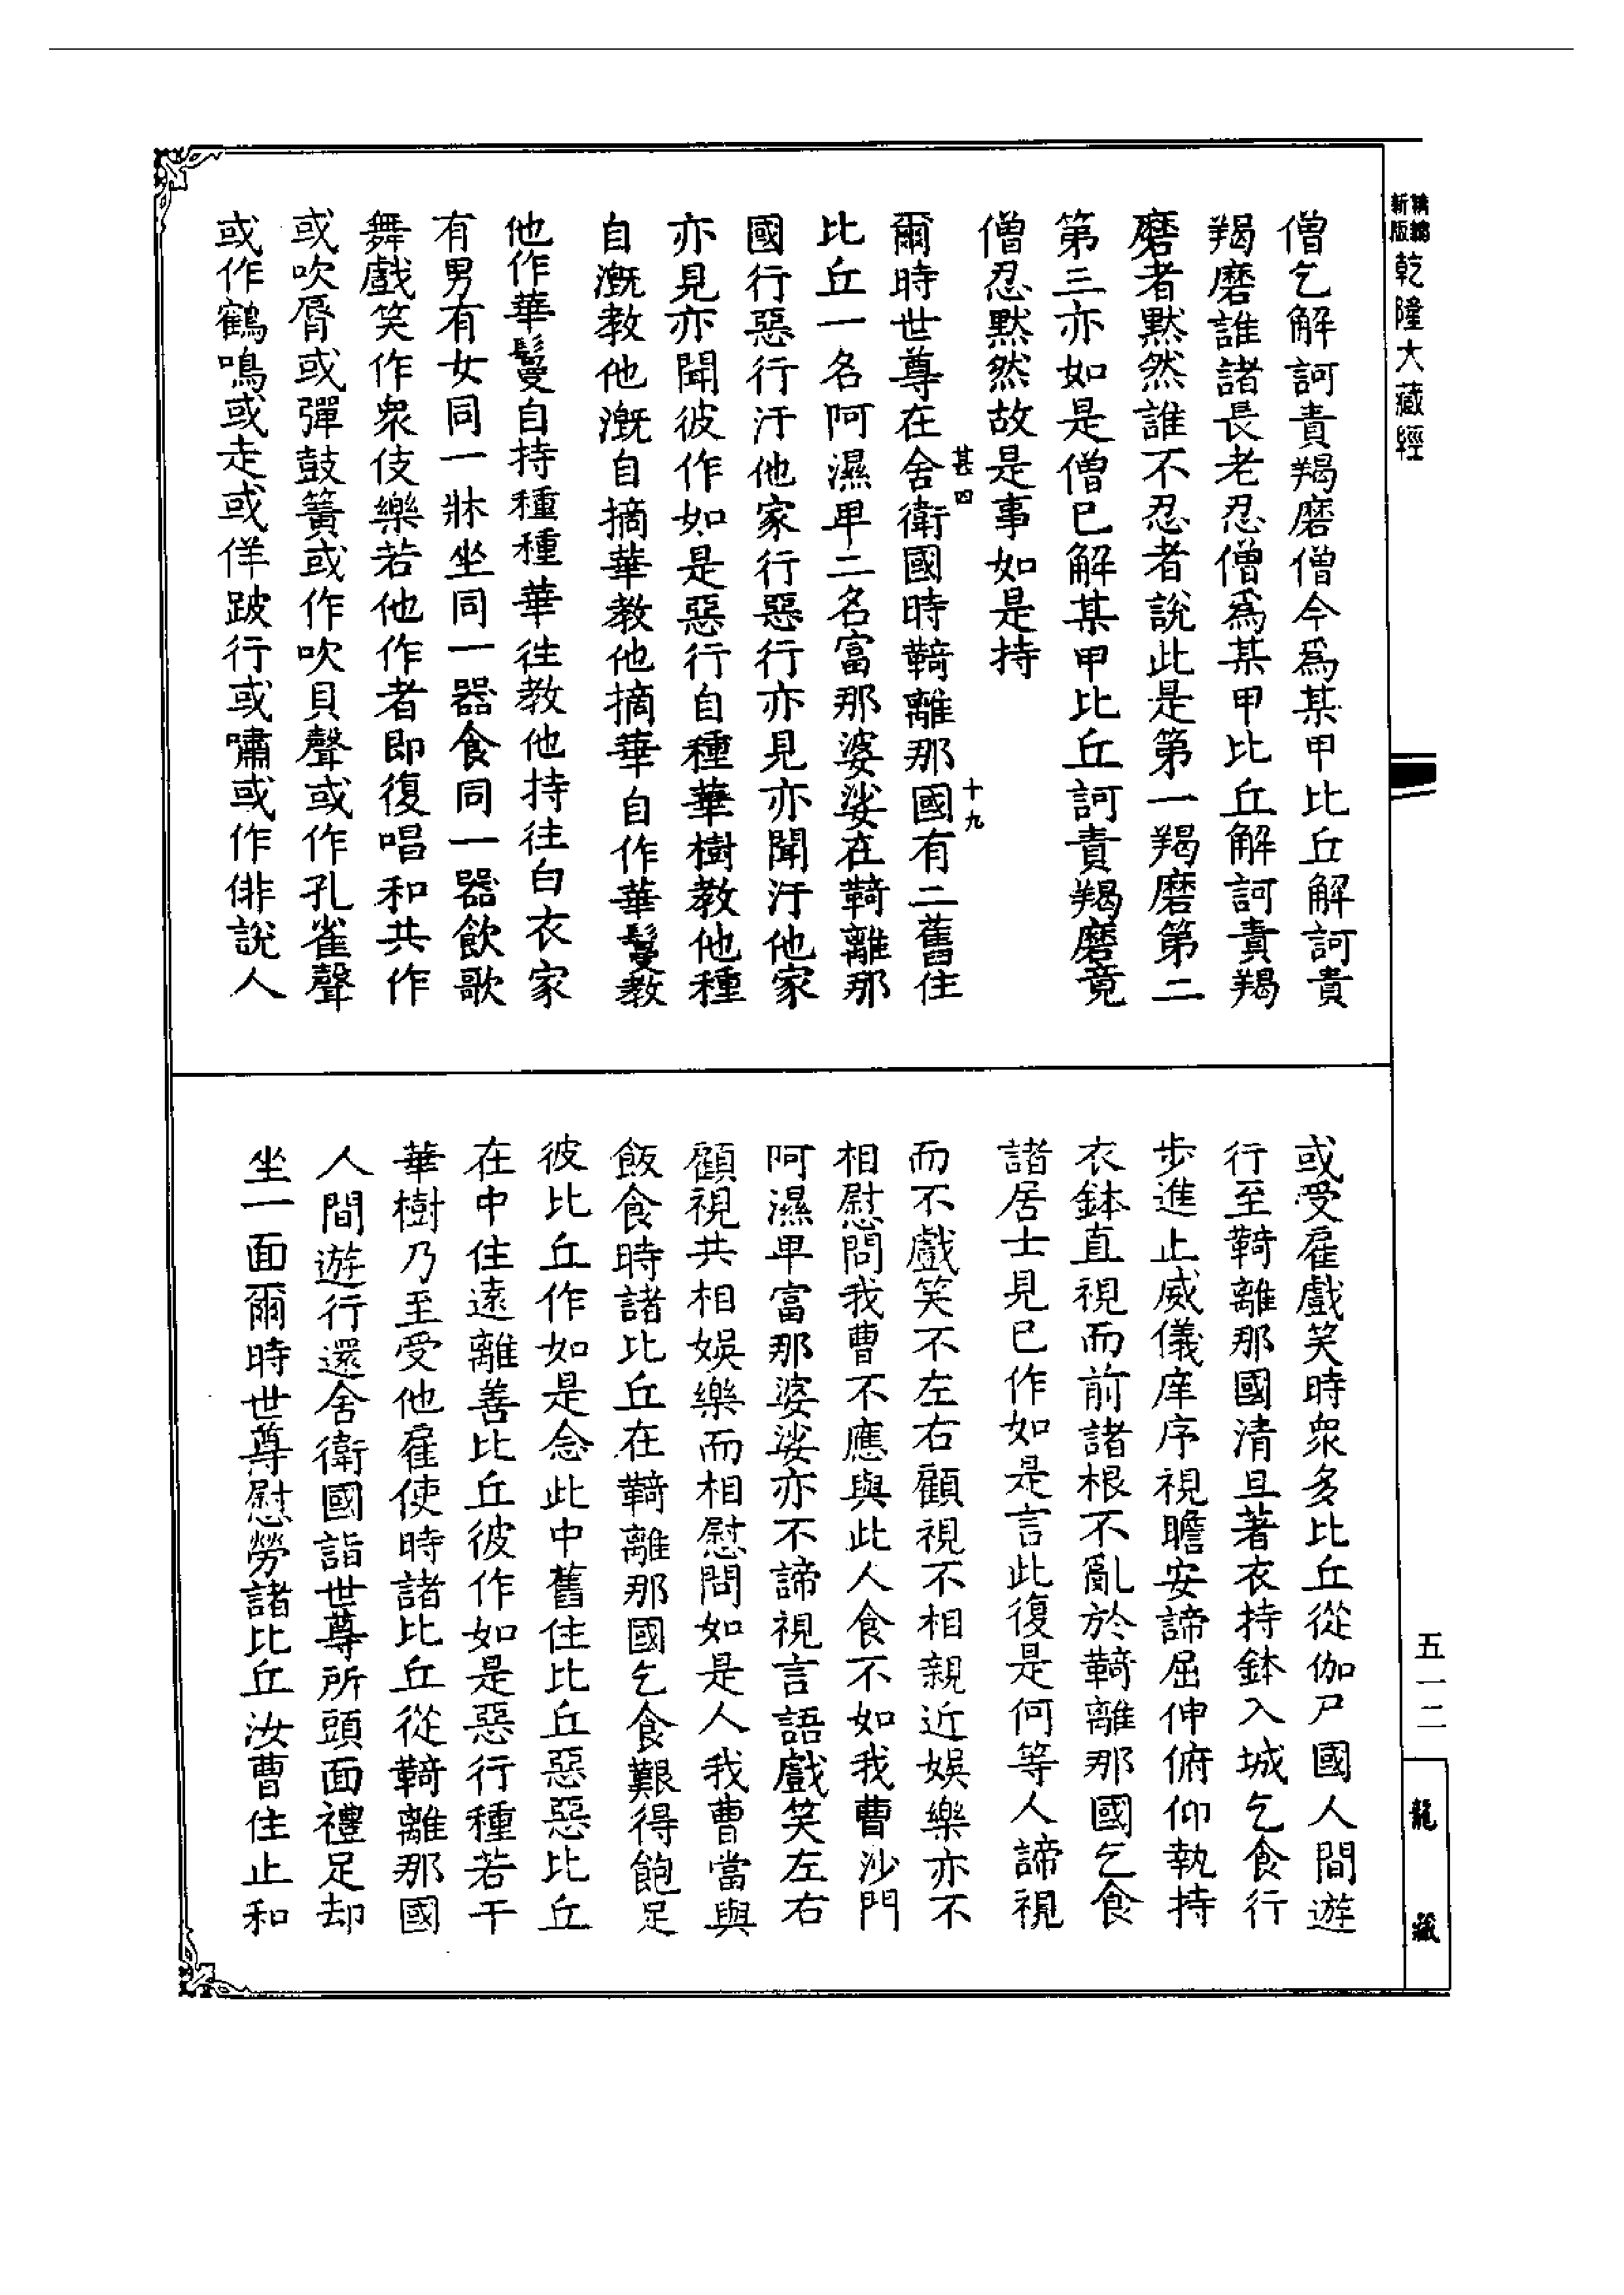 新編縮版
乾隆大藏經
僧乞解訶責羯磨僧今爲某甲比丘解訶責
羯磨誰諸長老忍僧爲某甲比丘解訶責羯
磨者默然誰不忍者說此是第一羯磨第二
第三亦如是僧已解某甲比丘訶責羯磨竟
僧忍默然故是事如是持
甚四
十九
爾時世尊在舍衛國時鞞離那國有二舊住
比丘一名阿濕卑二名富那婆娑在鞞離那
國行惡行汙他家行惡行亦見亦聞汙他家
亦見亦聞彼作如是惡行自種華樹教他種
自溉教他溉自摘華教他摘華自作華鬘教
他作華鬘自持種種華往教他持往白衣家
有男有女同一牀坐同一器食同一器飲歌
舞戲笑作衆伎樂若他作者即復唱和共作
或吹脣或彈鼓簧或作吹貝聲或作孔雀聲
或作鶴鳴或走或佯跛行或嘯或作俳說人
或受雇戲笑時衆多比丘從伽尸國人間遊
行至鞞離那國清旦著衣持鉢入城乞食行
步進止威儀庠序視瞻安諦屈伸俯仰執持
衣鉢直視而前諸根不亂於鞞離那國乞食
諸居士見已作如是言此復是何等人諦視
而不戲笑不左右顧視不相親近娛樂亦不
相慰問我曹不應與此人食不如我曹沙門
阿濕卑富那婆娑亦不諦視言語戲笑左右
顧視共相娛樂而相慰問如是人我曹當與
飯食時諸比丘在鞞離那國乞食艱得飽足
彼比丘作如是念此中舊住比丘惡惡比丘
在中住遠離善比丘彼作如是惡行種若干
華樹乃至受他雇使時諸比丘從鞞離那國
人間遊行還舍衛國詣世尊所頭面禮足却
坐一面爾時世尊慰勞諸比丘汝曹住止和
五一二
龍藏